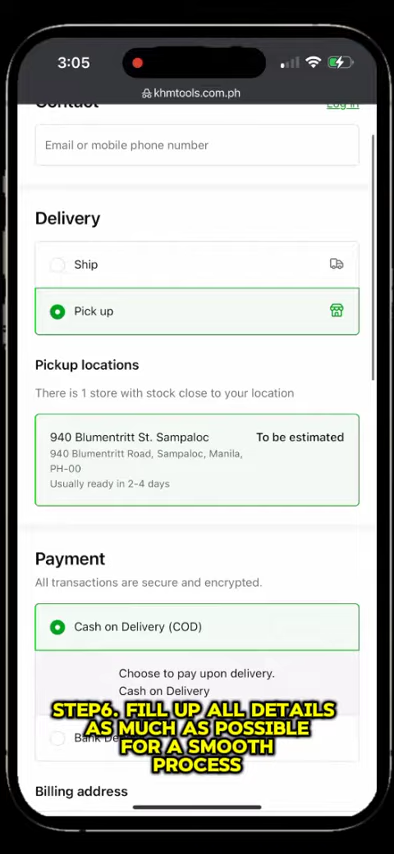 3:05
khmtools.com.ph
Contact
Log in
Email or mobile phone number
Delivery
Ship
Pick up
Pickup locations
There is 1 store with stock close to your location
940 Blumentritt St. Sampaloc
To be estimated
940 Blumentritt Road, Sampaloc, Manila,
PH-00
Usually ready in 2-4 days
Payment
All transactions are secure and encrypted.
Cash on Delivery (COD)
Choose to pay upon delivery.
Cash on Delivery
STEP6. FILL UP ALL DETAILS
AS MUCH AS POSSIBLE
FOR A SMOOTH
PROCESS
Bank
Billing address